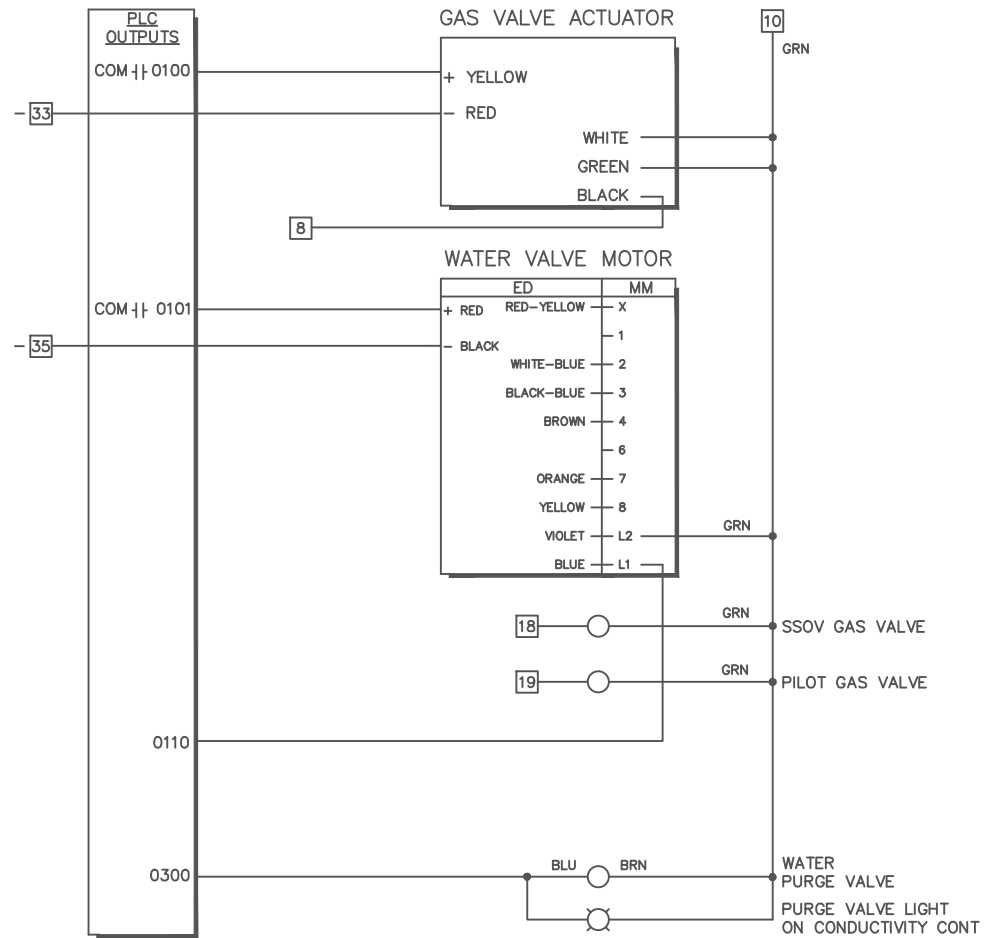 PLC
OUTPUTS
GAS VALVE ACTUATOR
10
GRN
COM 0100
+ YELLOW
- 33
- RED
WHITE
GREEN
BLACK
8
WATER VALVE MOTOR
ED MM
COM 0101
+ RED
RED-YELLOW X
1
- 35
- BLACK
WHITE-BLUE 2
BLACK-BLUE 3
BROWN 4
6
ORANGE 7
YELLOW 8
VIOLET L2 GRN
BLUE L1
18 GRN SSOV GAS VALVE
19 GRN PILOT GAS VALVE
0110
0300
BLU BRN
WATER
PURGE VALVE
PURGE VALVE LIGHT
ON CONDUCTIVITY CONT